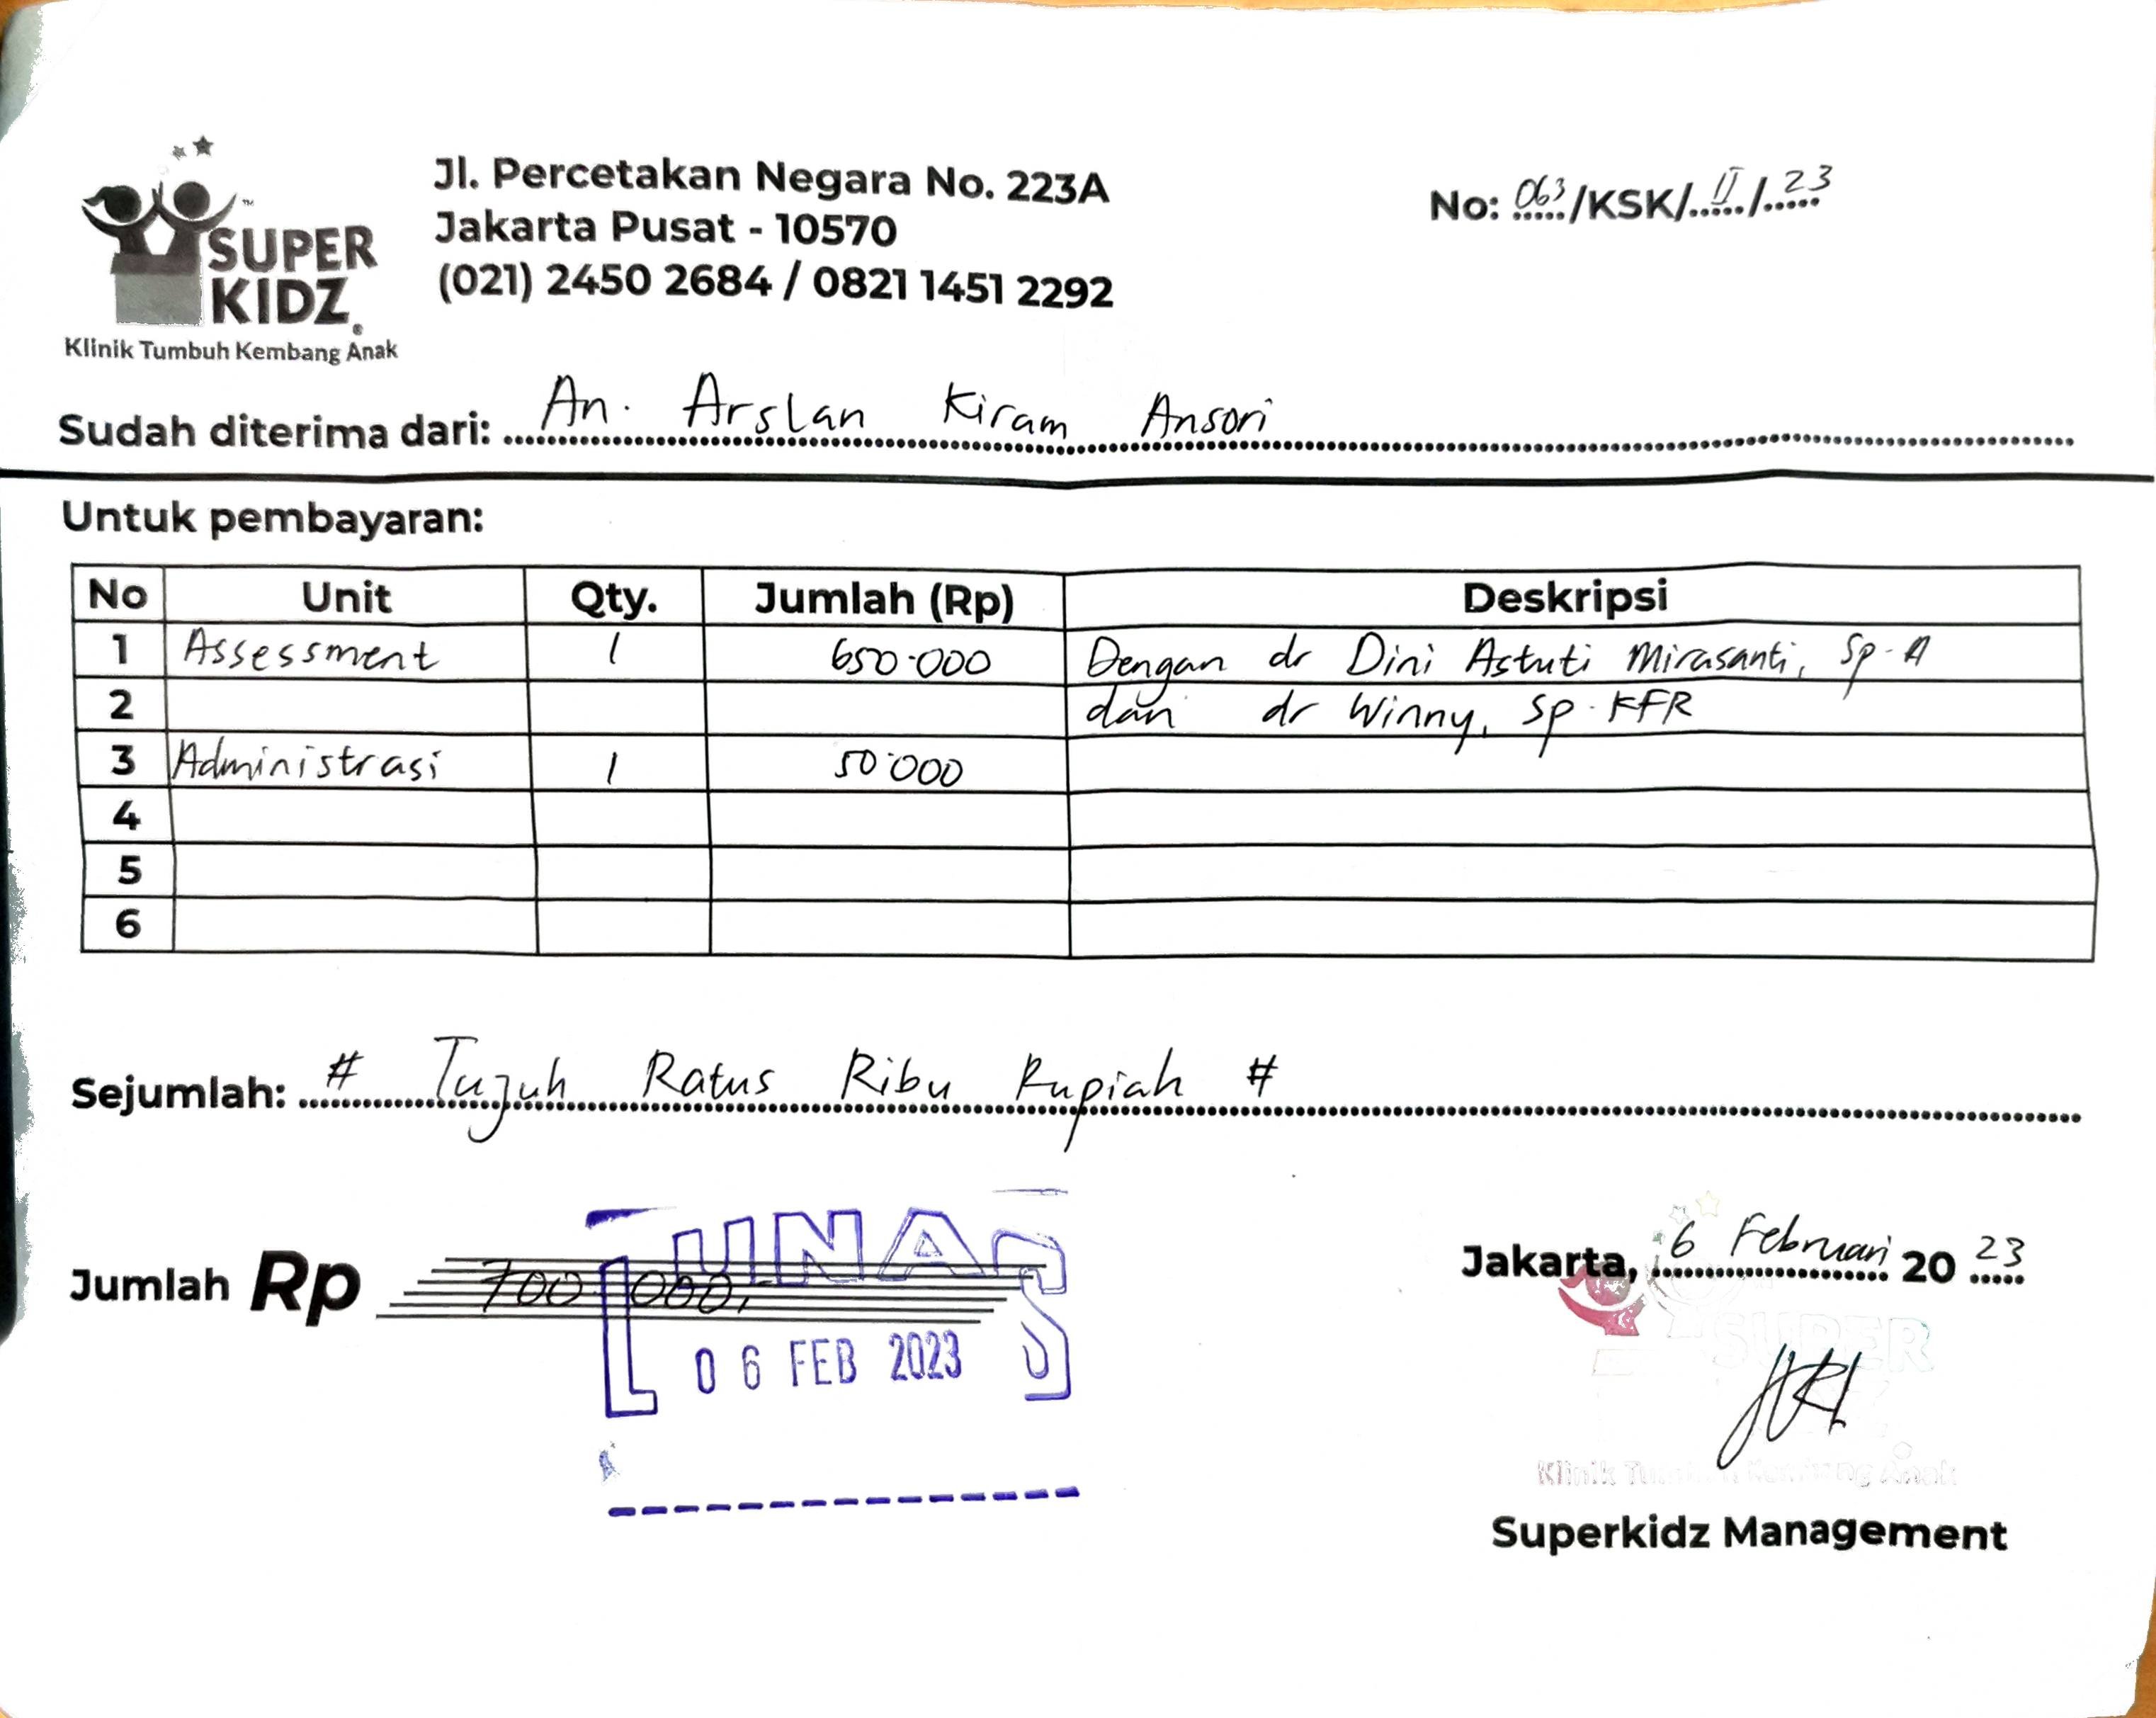 SUPER KIDZ
Klinik Tumbuh Kembang Anak
Jl. Percetakan Negara No. 223A
Jakarta Pusat - 10570
(021) 2450 2684 / 0821 1451 2292
No: 063/KSK/II/23
Sudah diterima dari: An. Arslan Kiram Ansori
Untuk pembayaran:
No Unit Qty. Jumlah (Rp) Deskripsi
1 Assessment 1 650.000 Dengan dr Dini Astuti Mirasanti, Sp.A
2 dan dr Winny, Sp.KFR
3 Administrasi 1 50.000
4
5
6
Sejumlah: # Tujuh Ratus Ribu Rupiah #
Jumlah Rp 700.000,-
LUNAS
06 FEB 2023
Jakarta, 6 Februari 2023
SUPER
Klinik Tumbuh Kembang Anak
Superkidz Management